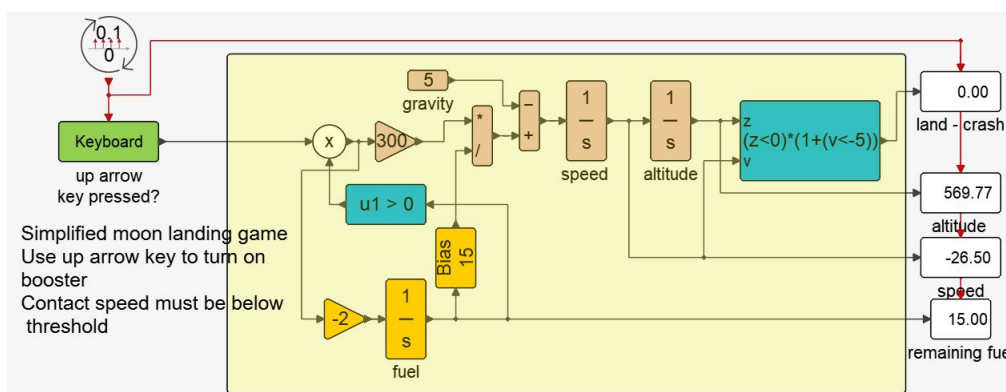 0.1
0
Keyboard
up arrow
key pressed?
Simplified moon landing game
Use up arrow key to turn on
booster
Contact speed must be below
threshold
x
300
5
gravity
*
/
−
+
1
s
speed
1
s
altitude
z
(z<0)*(1+(v<-5))
v
u1 > 0
Bias
15
-2
1
s
fuel
0.00
land - crash
569.77
altitude
-26.50
speed
15.00
remaining fue